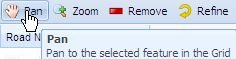 Pan Zoom Remove Refine
Road N
Pan
Pan to the selected feature in the Grid